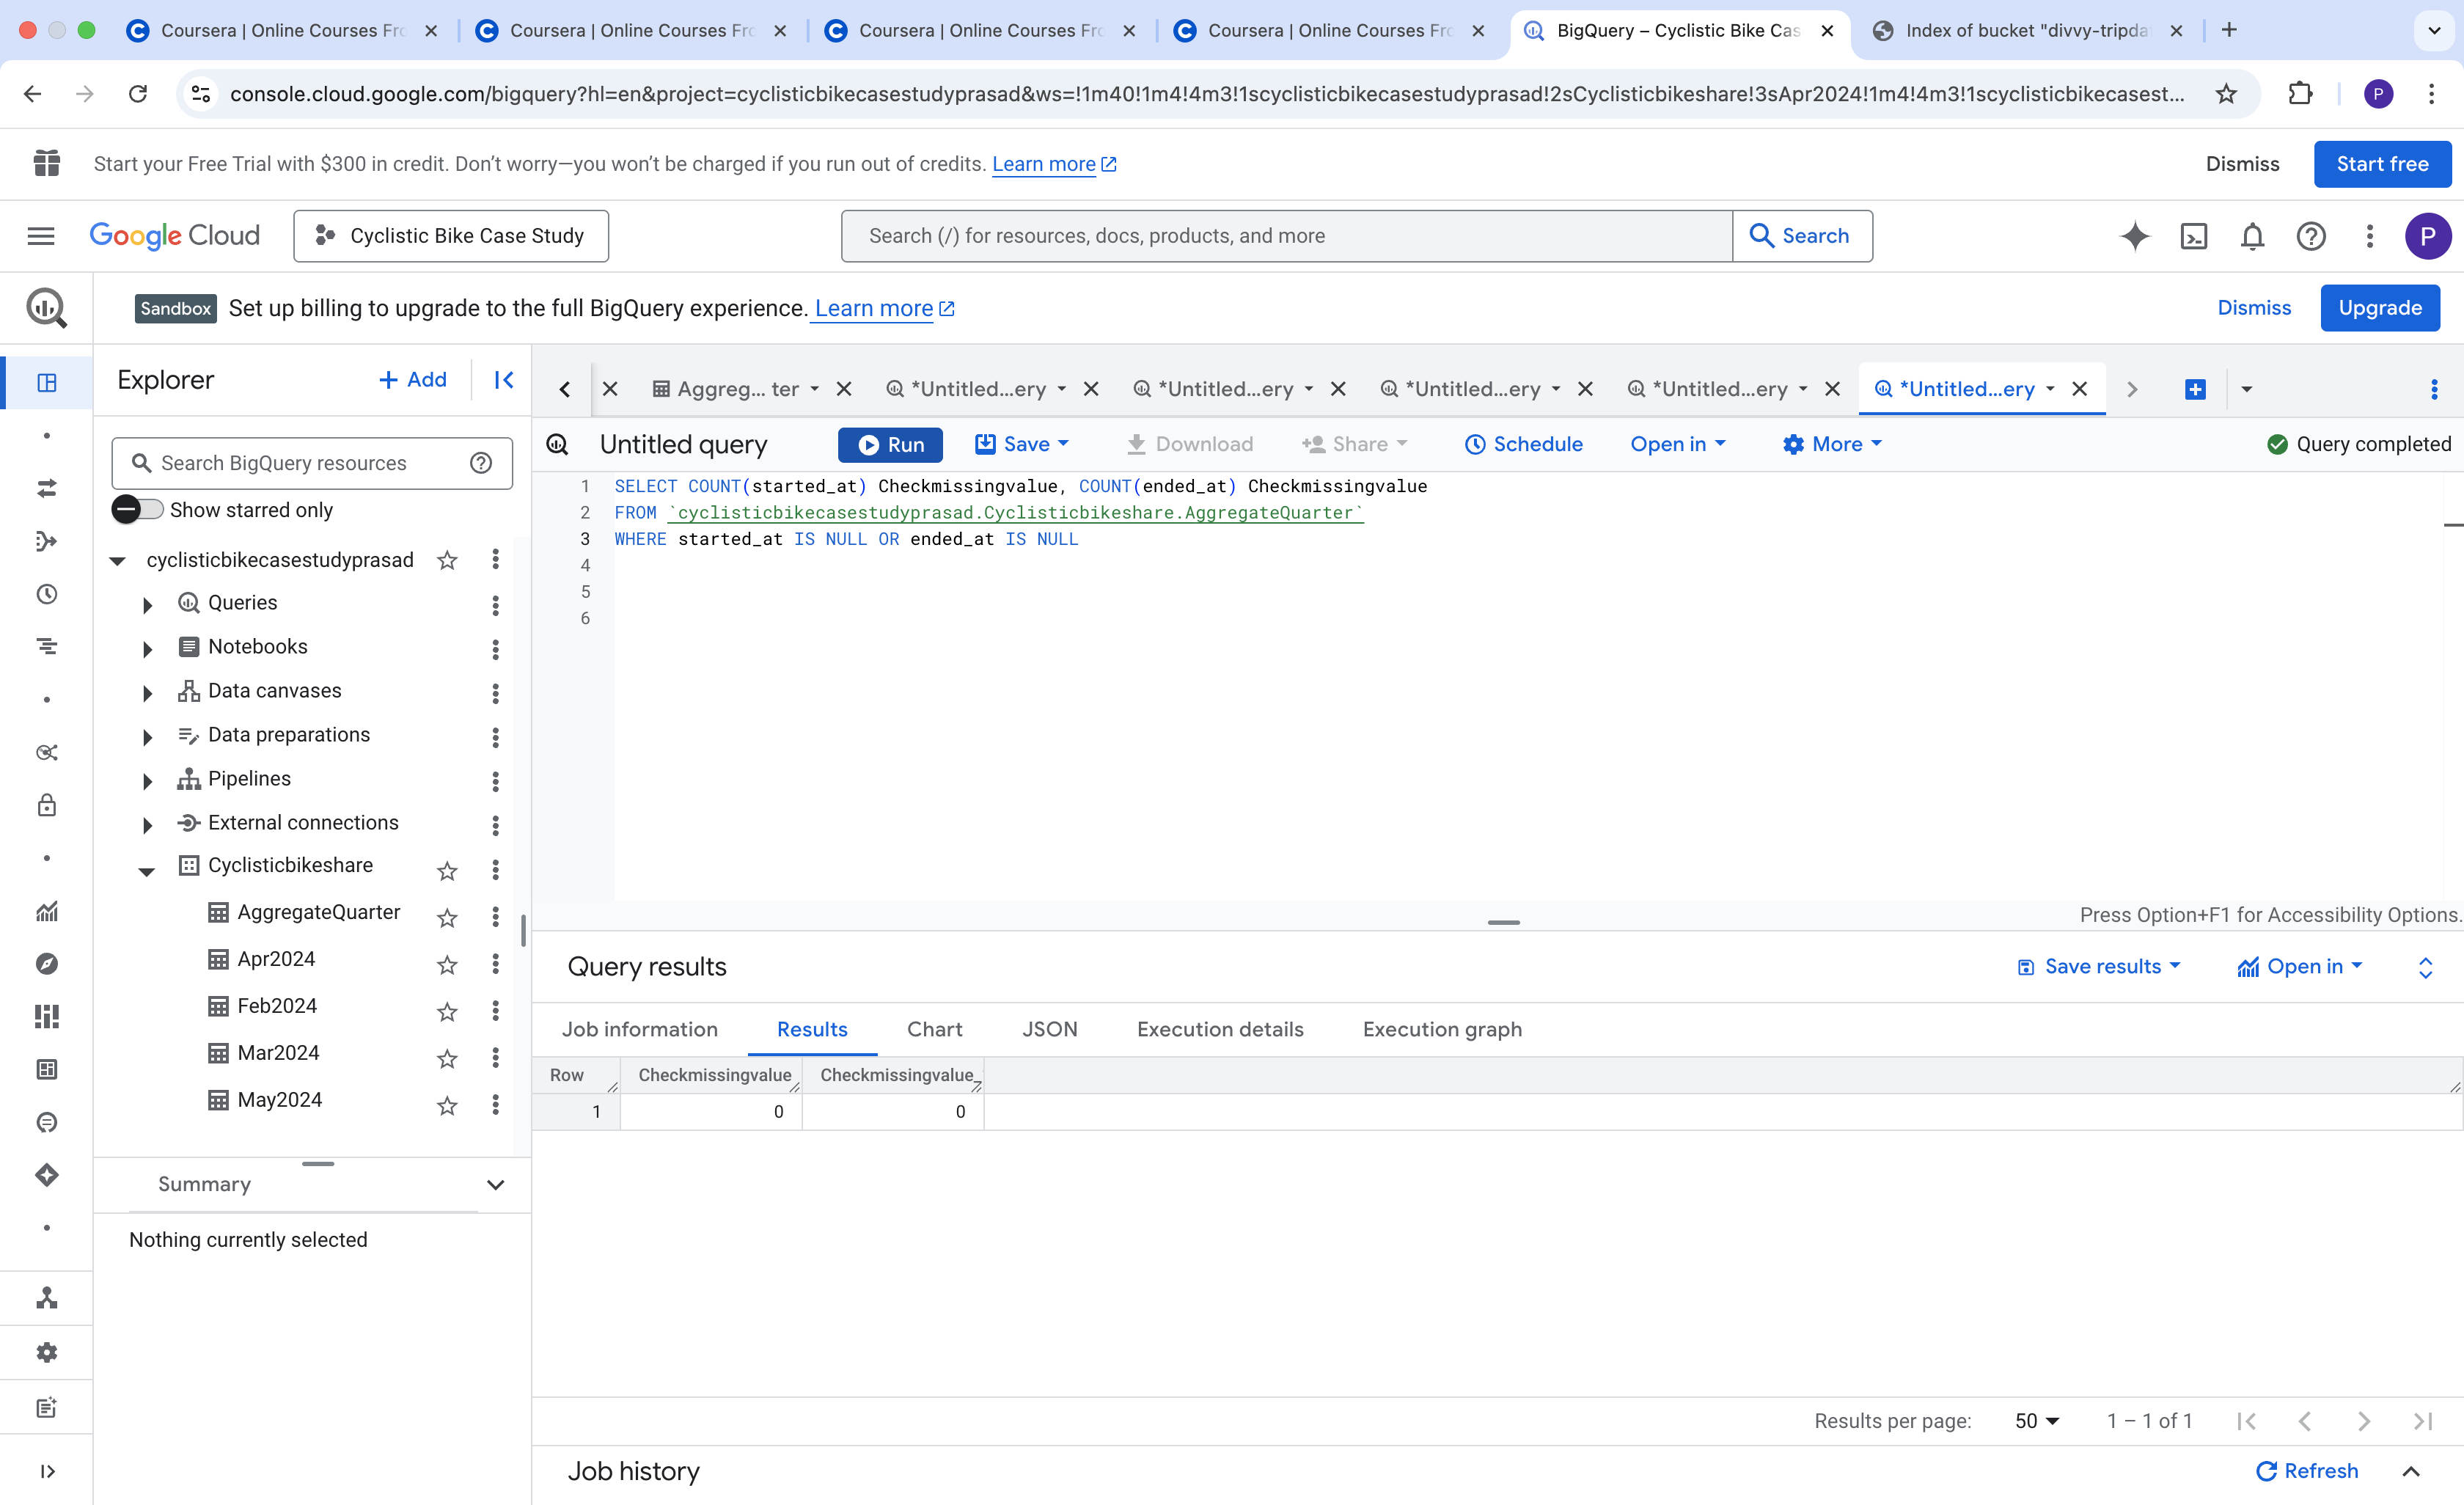 Coursera | Online Courses Fro
Coursera | Online Courses Fro
Coursera | Online Courses Fro
Coursera | Online Courses Fro
BigQuery – Cyclistic Bike Cas
Index of bucket "divvy-tripda
console.cloud.google.com/bigquery?hl=en&project=cyclisticbikecasestudyprasad&ws=!1m40!1m4!4m3!1scyclisticbikecasestudyprasad!2sCyclisticbikeshare!3sApr2024!1m4!4m3!1scyclisticbikecasest...
P
Start your Free Trial with $300 in credit. Don't worry—you won't be charged if you run out of credits. Learn more
Dismiss
Start free
Google Cloud
Cyclistic Bike Case Study
Search (/) for resources, docs, products, and more
Search
P
Sandbox Set up billing to upgrade to the full BigQuery experience. Learn more
Dismiss
Upgrade
Explorer
+ Add
Search BigQuery resources
Show starred only
cyclisticbikecasestudyprasad
Queries
Notebooks
Data canvases
Data preparations
Pipelines
External connections
Cyclisticbikeshare
AggregateQuarter
Apr2024
Feb2024
Mar2024
May2024
Summary
Nothing currently selected
Aggreg... ter
*Untitled...ery
*Untitled...ery
*Untitled...ery
*Untitled...ery
*Untitled...ery
Untitled query
Run
Save
Download
Share
Schedule
Open in
More
Query completed
1 SELECT COUNT(started_at) Checkmissingvalue, COUNT(ended_at) Checkmissingvalue
2 FROM `cyclisticbikecasestudyprasad.Cyclisticbikeshare.AggregateQuarter`
3 WHERE started_at IS NULL OR ended_at IS NULL
4
5
6
Press Option+F1 for Accessibility Options.
Query results
Save results
Open in
Job information
Results
Chart
JSON
Execution details
Execution graph
Row Checkmissingvalue Checkmissingvalue_
1 0 0
Results per page: 50 1 – 1 of 1
Job history
Refresh